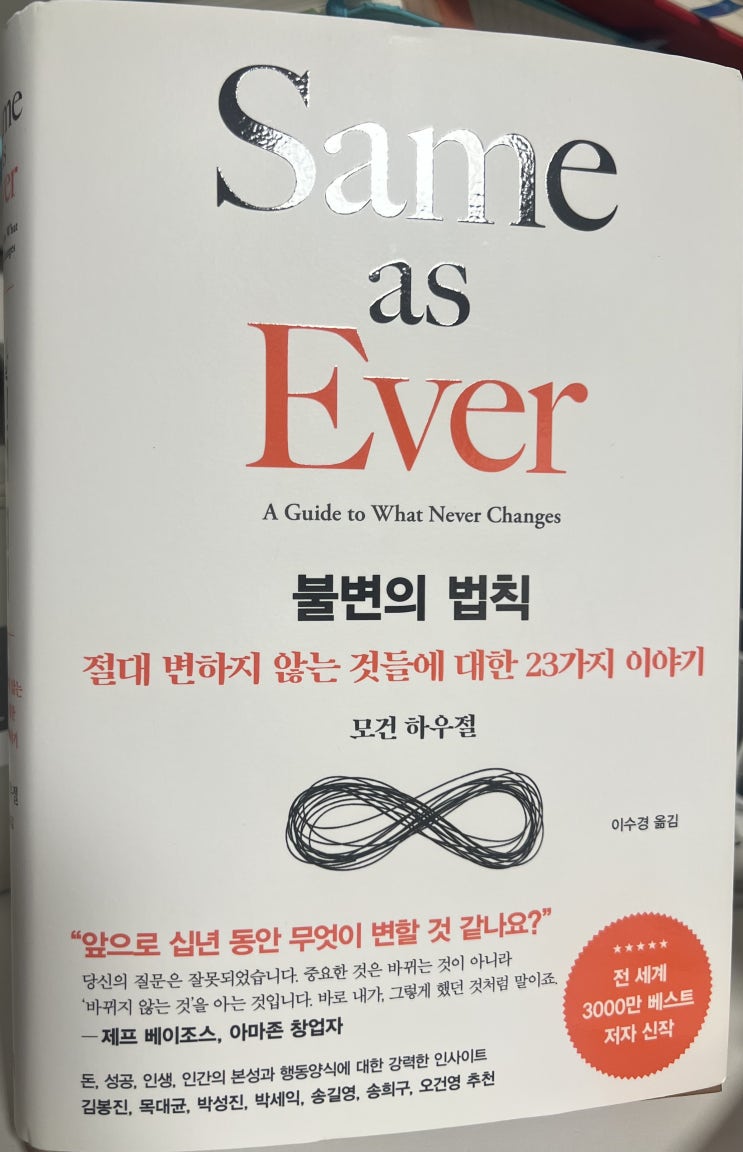 Same
as
Ever
A Guide to What Never Changes
불변의 법칙
절대 변하지 않는 것들에 대한 23가지 이야기
모건 하우절
이수경 옮김
“앞으로 십년 동안 무엇이 변할 것 같나요?”
당신의 질문은 잘못되었습니다. 중요한 것은 바뀌는 것이 아니라
‘바뀌지 않는 것’을 아는 것입니다. 바로 내가, 그렇게 했던 것처럼 말이죠.
— 제프 베이조스, 아마존 창업자
돈, 성공, 인생, 인간의 본성과 행동양식에 대한 강력한 인사이트
김봉진, 목대균, 박성진, 박세익, 송길영, 송희구, 오건영 추천
★★★★★
전 세계
3000만 베스트
저자 신작